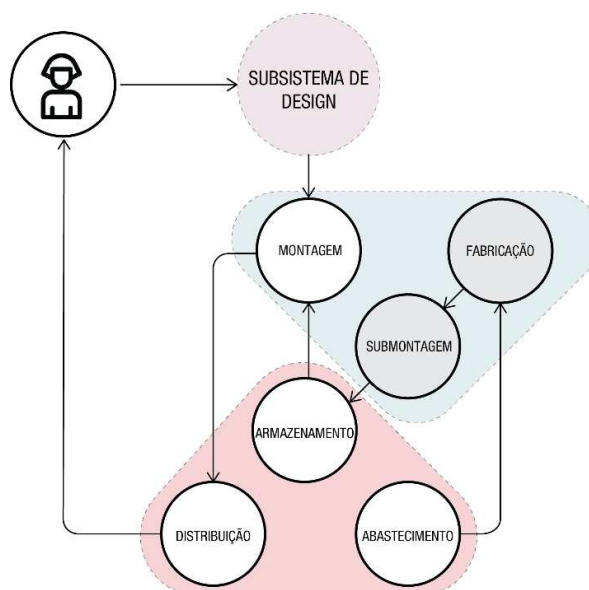 SUBSISTEMA DE
DESIGN
MONTAGEM
FABRICAÇÃO
SUBMONTAGEM
ARMAZENAMENTO
DISTRIBUIÇÃO
ABASTECIMENTO